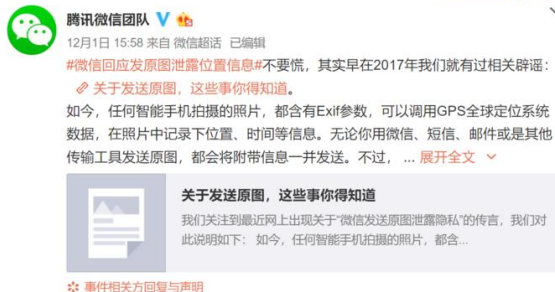 腾讯微信团队
12月1日 15:58 来自 微信超话 已编辑
#微信回应发原图泄露位置信息#不要慌，其实早在2017年我们就有过相关辟谣：
关于发送原图，这些事你得知道。
如今，任何智能手机拍摄的照片，都含有Exif参数，可以调用GPS全球定位系统
数据，在照片中记录下位置、时间等信息。无论你用微信、短信、邮件或是其他
传输工具发送原图，都会将附带信息一并发送。不过， ... 展开全文
关于发送原图，这些事你得知道
我们关注到最近网上出现关于“微信发送原图泄露隐私”的传言，我们对
此说明如下： 如今，任何智能手机拍摄的照片，都含...
事件相关方回复与声明